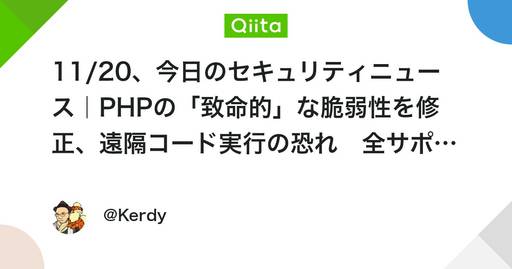 Qiita
11/20、今日のセキュリティニュー
ス｜PHPの「致命的」な脆弱性を修
正、遠隔コード実行の恐れ　全サポ…
@Kerdy